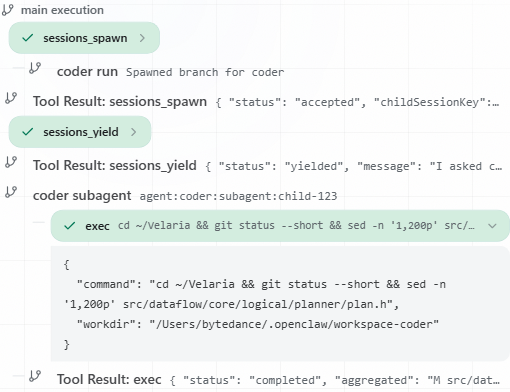 main execution
sessions_spawn
coder run Spawned branch for coder
Tool Result: sessions_spawn { "status": "accepted", "childSessionKey":…
sessions_yield
Tool Result: sessions_yield { "status": "yielded", "message": "I asked c…
coder subagent agent:coder:subagent:child-123
exec cd ~/Velaria && git status --short && sed -n '1,200p' src/…
{
"command": "cd ~/Velaria && git status --short && sed -n
'1,200p' src/dataflow/core/logical/planner/plan.h",
"workdir": "/Users/bytedance/.openclaw/workspace-coder"
}
Tool Result: exec { "status": "completed", "aggregated": "M src/dat…